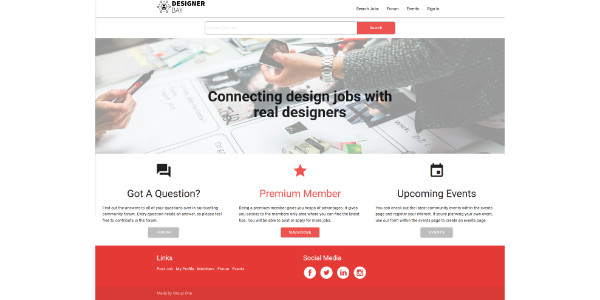 DESIGNER
BAY
Search Jobs Forum Events Sign In
Search
Connecting design jobs with
real designers
Got A Question?
Premium Member
Upcoming Events
Find out the answers to all of your questions over in our bustling
community forum. Every question needs an answer, so please feel
free to contribute in the forum.
Being a premium member gives you heaps of advantages. It gives
you access to the members only area where you can find the latest
tips. You will be able to post or apply for more jobs.
You can check out the latest community events within the events
page and register your interest. If you're planning your own event,
use our form within the events page to create an events page.
FORUM
EVENTS
Links
Post Job My Profile Members Forum Events
Social Media
Made by Group One